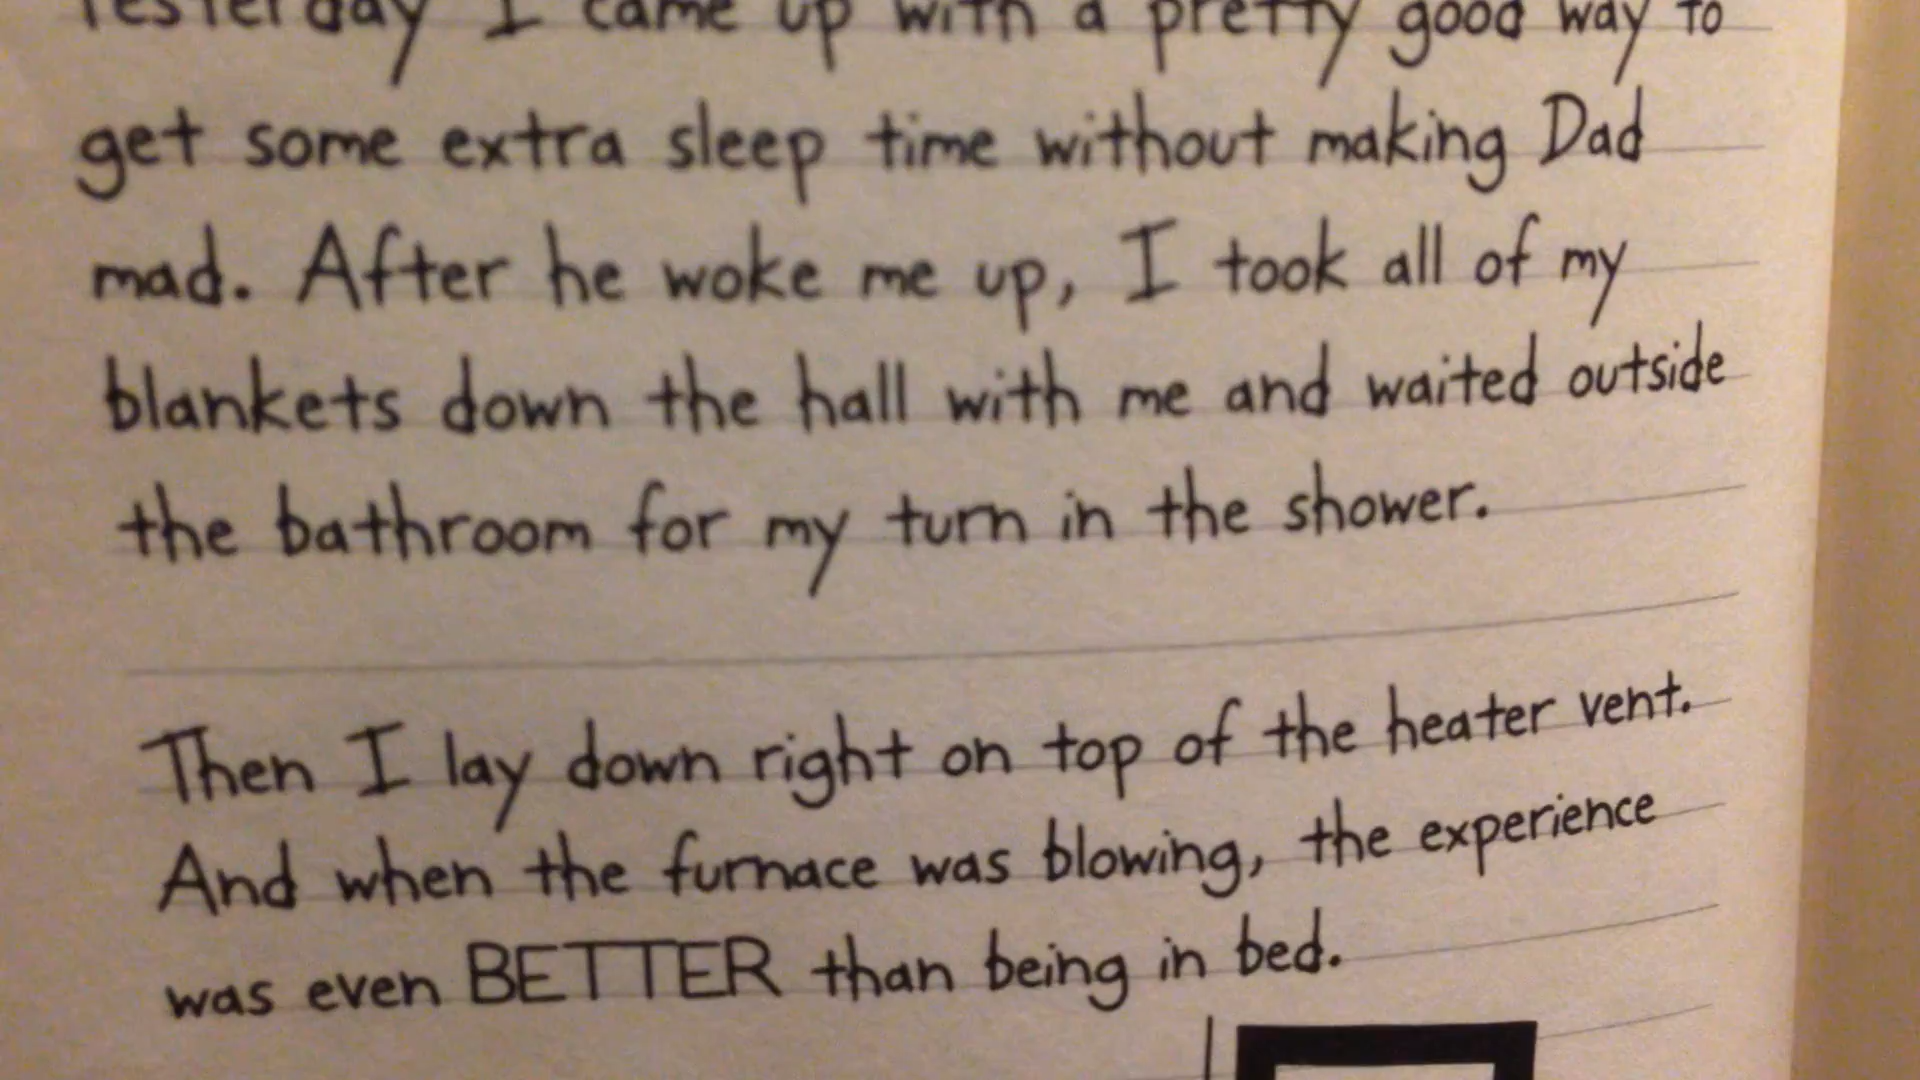 Yesterday I came up with a pretty good way to
get some extra sleep time without making Dad
mad. After he woke me up, I took all of my
blankets down the hall with me and waited outside
the bathroom for my turn in the shower.
Then I lay down right on top of the heater vent.
And when the furnace was blowing, the experience
was even BETTER than being in bed.